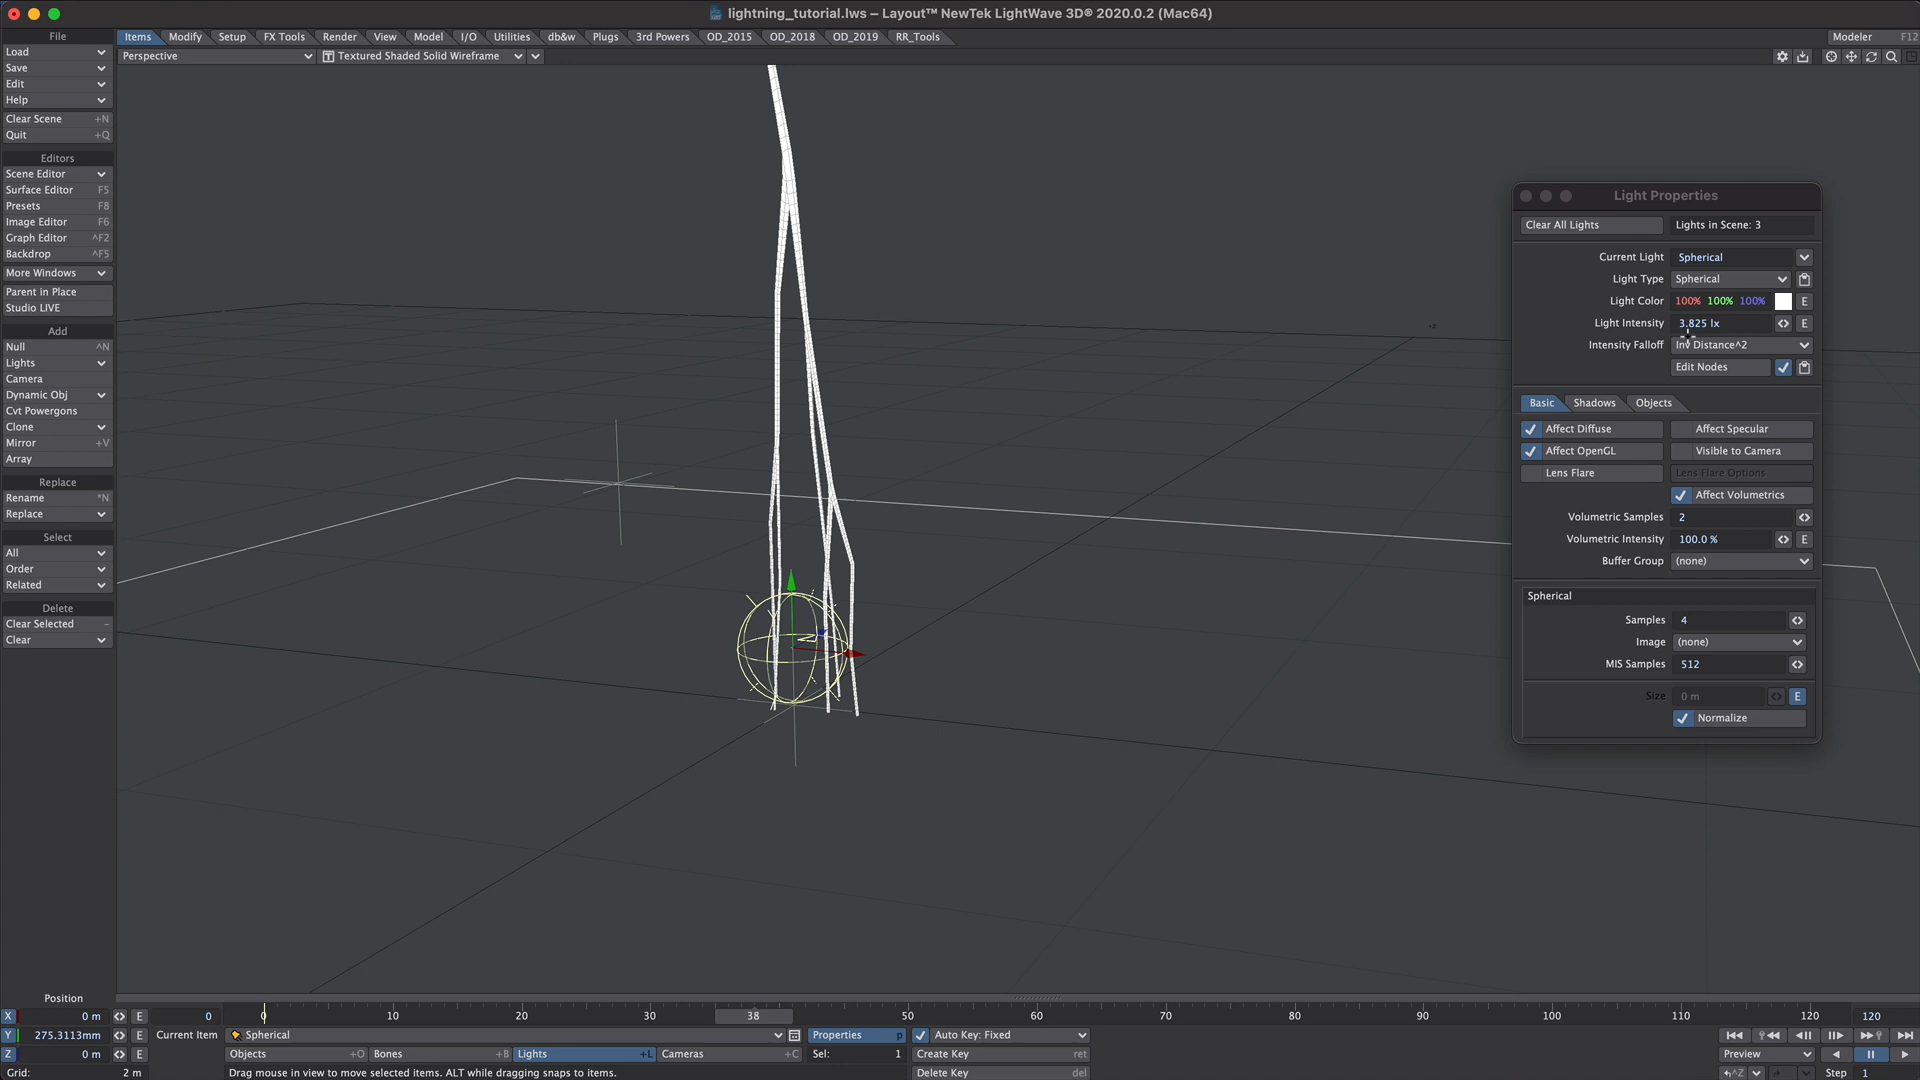 lightning_tutorial.lws – Layout™ NewTek LightWave 3D® 2020.0.2 (Mac64)
File Items Modify Setup FX Tools Render View Model I/O Utilities db&w Plugs 3rd Powers OD_2015 OD_2018 OD_2019 RR_Tools Modeler F12
Load
Perspective Textured Shaded Solid Wireframe
Save
Edit
Help
Clear Scene +N
Quit +Q
Editors
Scene Editor
Surface Editor F5
Presets F8
Image Editor F6
Graph Editor ^F2
Backdrop ^F5
More Windows
Parent in Place
Studio LIVE
Add
Null ^N
Lights
Camera
Dynamic Obj
Cvt Powergons
Clone
Mirror +V
Array
Replace
Rename *N
Replace
Select
All
Order
Related
Delete
Clear Selected –
Clear
Light Properties
Clear All Lights Lights in Scene: 3
Current Light Spherical
Light Type Spherical
Light Color 100% 100% 100% E
Light Intensity 3.825 lx E
Intensity Falloff Inv Distance^2
Edit Nodes
Basic Shadows Objects
Affect Diffuse Affect Specular
Affect OpenGL Visible to Camera
Lens Flare Lens Flare Options
Affect Volumetrics
Volumetric Samples 2
Volumetric Intensity 100.0 % E
Buffer Group (none)
Spherical
Samples 4
Image (none)
MIS Samples 512
Size 0 m E
Normalize
Position
X 0 m E 0 0 10 20 30 38 50 60 70 80 90 100 110 120 120
Y 275.3113mm E Current Item Spherical Properties p Auto Key: Fixed
Z 0 m E Objects +O Bones +B Lights +L Cameras +C Sel: 1 Create Key ret Preview
Grid: 2 m Drag mouse in view to move selected items. ALT while dragging snaps to items. Delete Key del ^Z Step 1